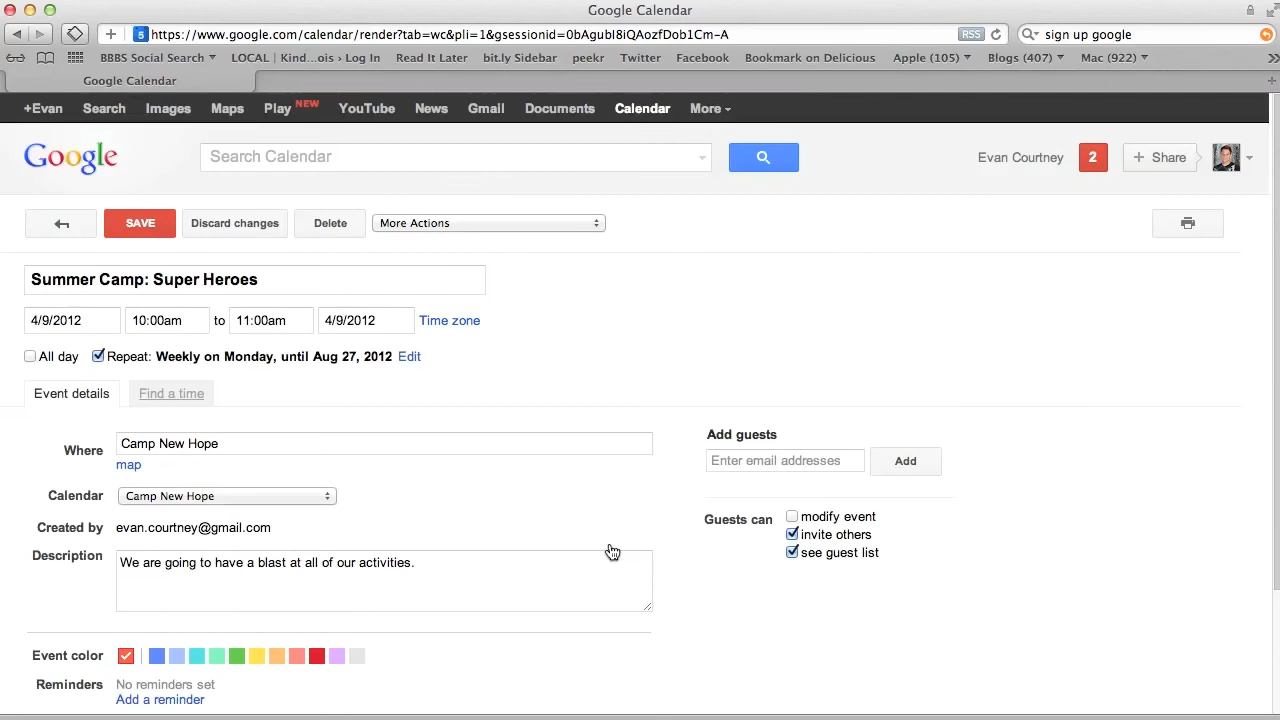 Google Calendar
5 https://www.google.com/calendar/render?tab=wc&pli=1&gsessionid=0bAgubI8iQAozfDob1Cm-A RSS sign up google
BBBS Social Search LOCAL | Kind...ois › Log In Read It Later bit.ly Sidebar peekr Twitter Facebook Bookmark on Delicious Apple (105) Blogs (407) Mac (922)
Google Calendar
+Evan Search Images Maps Play NEW YouTube News Gmail Documents Calendar More
Google Search Calendar Evan Courtney 2 + Share
SAVE Discard changes Delete More Actions
Summer Camp: Super Heroes
4/9/2012 10:00am to 11:00am 4/9/2012 Time zone
All day Repeat: Weekly on Monday, until Aug 27, 2012 Edit
Event details Find a time
Where Camp New Hope
map
Calendar Camp New Hope
Created by evan.courtney@gmail.com
Description We are going to have a blast at all of our activities.
Add guests
Enter email addresses Add
Guests can modify event
invite others
see guest list
Event color
Reminders No reminders set
Add a reminder